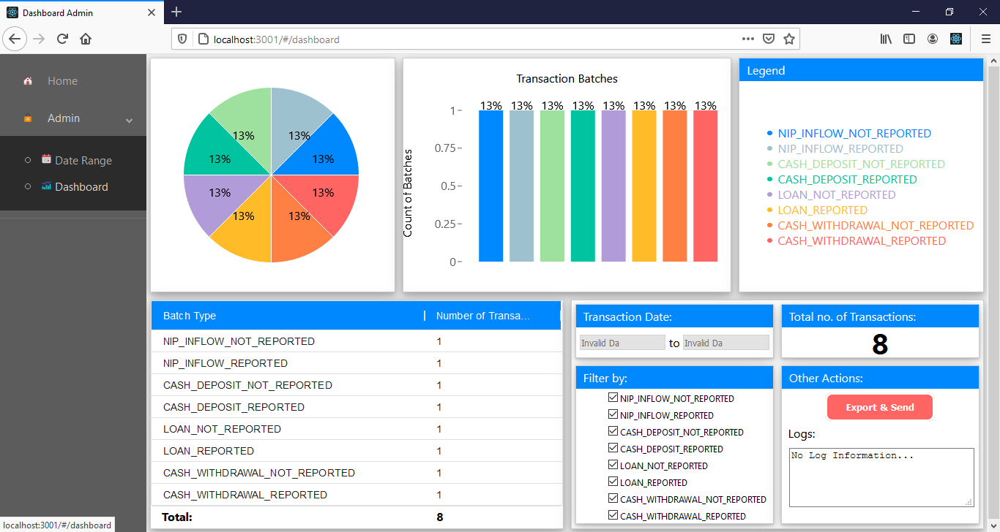 Dashboard Admin
localhost:3001/#/dashboard
Home
Admin
Date Range
Dashboard
13% 13%
13% 13%
13% 13%
13% 13%
Transaction Batches
13% 13% 13% 13% 13% 13% 13% 13%
1
0.75
0.5
0.25
0
Count of Batches
Legend
NIP_INFLOW_NOT_REPORTED
NIP_INFLOW_REPORTED
CASH_DEPOSIT_NOT_REPORTED
CASH_DEPOSIT_REPORTED
LOAN_NOT_REPORTED
LOAN_REPORTED
CASH_WITHDRAWAL_NOT_REPORTED
CASH_WITHDRAWAL_REPORTED
Batch Type Number of Transa...
NIP_INFLOW_NOT_REPORTED 1
NIP_INFLOW_REPORTED 1
CASH_DEPOSIT_NOT_REPORTED 1
CASH_DEPOSIT_REPORTED 1
LOAN_NOT_REPORTED 1
LOAN_REPORTED 1
CASH_WITHDRAWAL_NOT_REPORTED 1
CASH_WITHDRAWAL_REPORTED 1
Total: 8
Transaction Date:
Invalid Da to Invalid Da
Total no. of Transactions:
8
Filter by:
NIP_INFLOW_NOT_REPORTED
NIP_INFLOW_REPORTED
CASH_DEPOSIT_NOT_REPORTED
CASH_DEPOSIT_REPORTED
LOAN_NOT_REPORTED
LOAN_REPORTED
CASH_WITHDRAWAL_NOT_REPORTED
CASH_WITHDRAWAL_REPORTED
Other Actions:
Export & Send
Logs:
No Log Information...
localhost:3001/#/dashboard